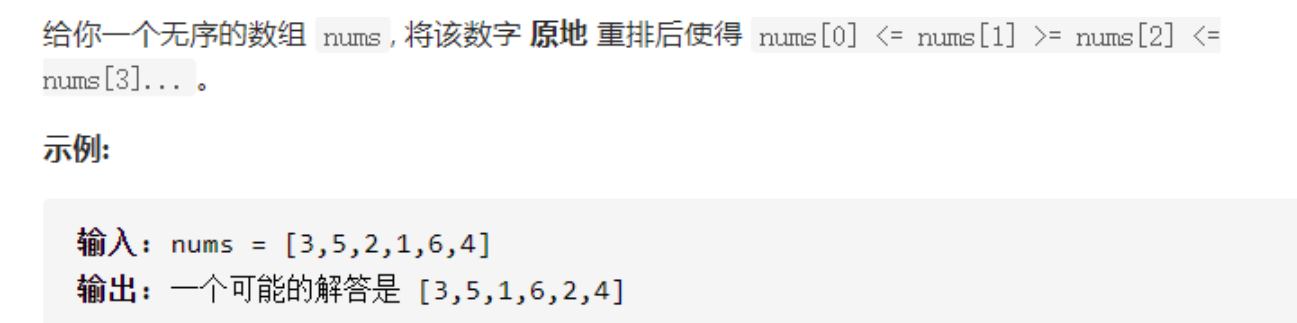 给你一个无序的数组 nums, 将该数字 原地 重排后使得 nums[0] <= nums[1] >= nums[2] <=
nums[3]... 。
示例:
输入: nums = [3,5,2,1,6,4]
输出: 一个可能的解答是 [3,5,1,6,2,4]